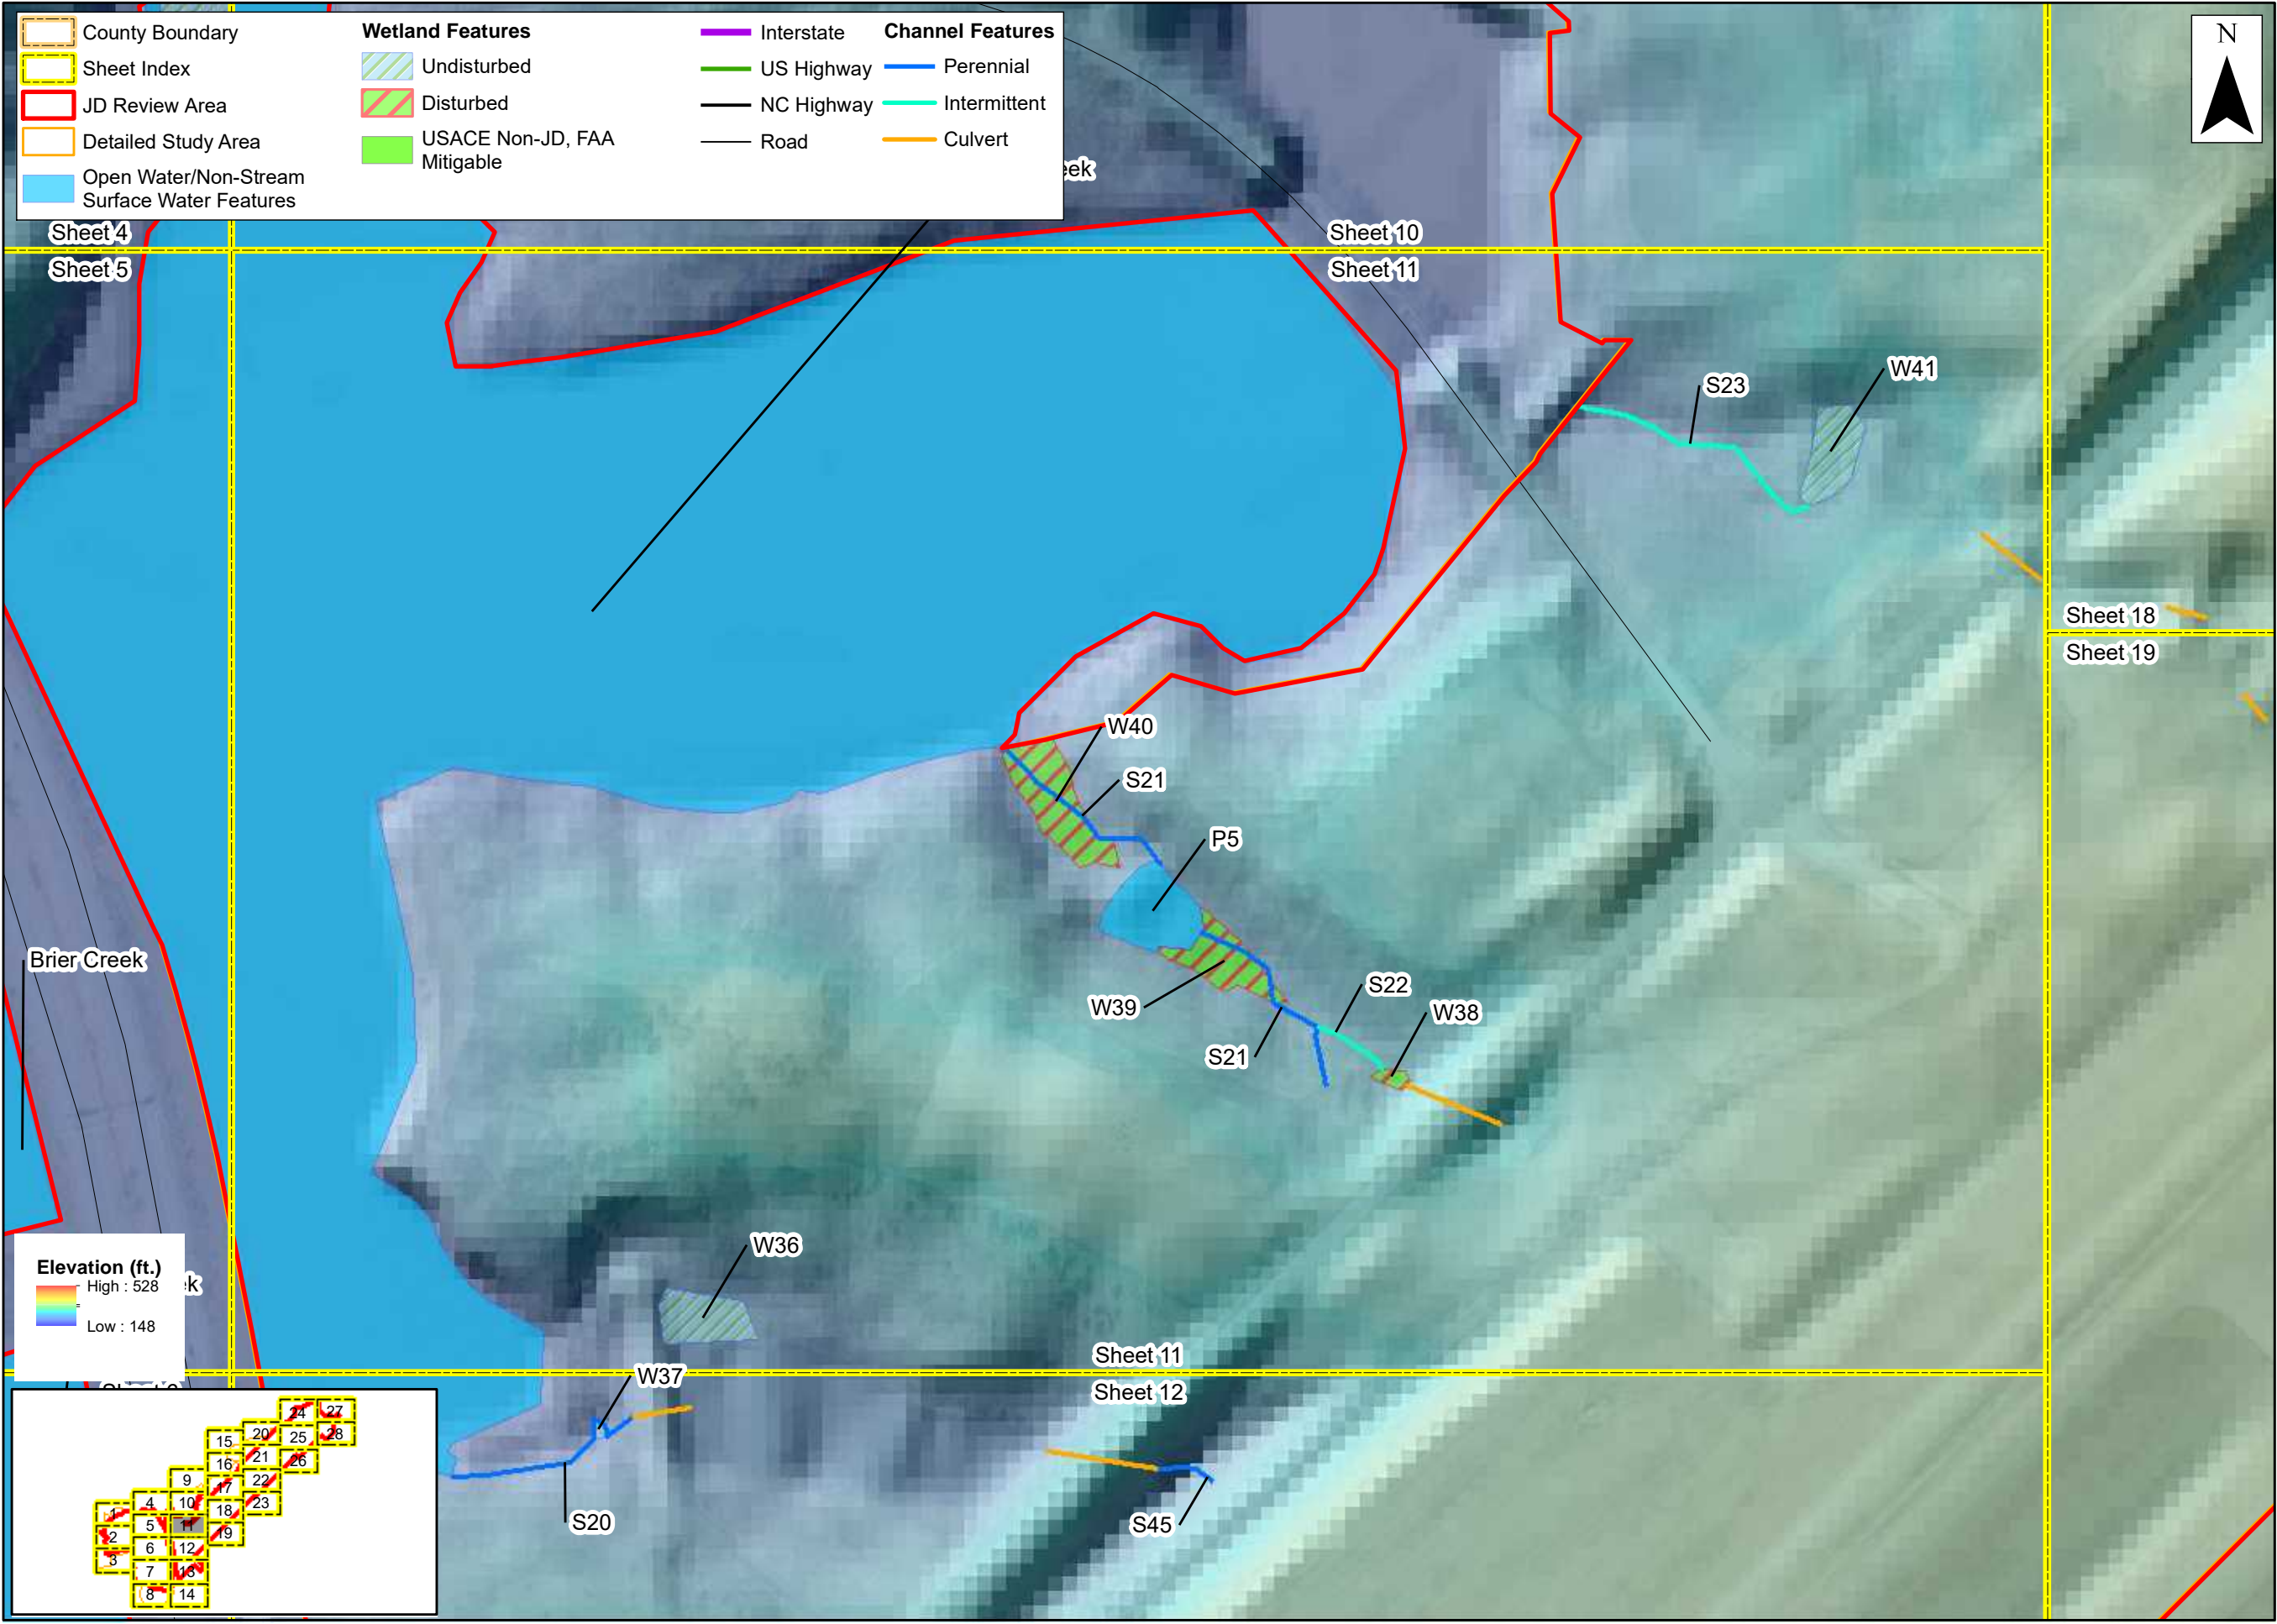 County Boundary
Sheet Index
JD Review Area
Detailed Study Area
Open Water/Non-Stream
Surface Water Features
Wetland Features
Undisturbed
Disturbed
USACE Non-JD, FAA
Mitigable
Interstate
US Highway
NC Highway
Road
Channel Features
Perennial
Intermittent
Culvert
N
Sheet 4
Sheet 5
Sheet 10
Sheet 11
W41
S23
Sheet 18
Sheet 19
W40
S21
P5
Brier Creek
W39
S22
W38
S21
W36
Elevation (ft.)
High : 528
Low : 148
Sheet 11
Sheet 12
W37
S20
S45
24
27
15
20
25
28
16
21
26
9
17
22
4
10
18
23
1
5
11
19
2
6
12
3
7
13
8
14